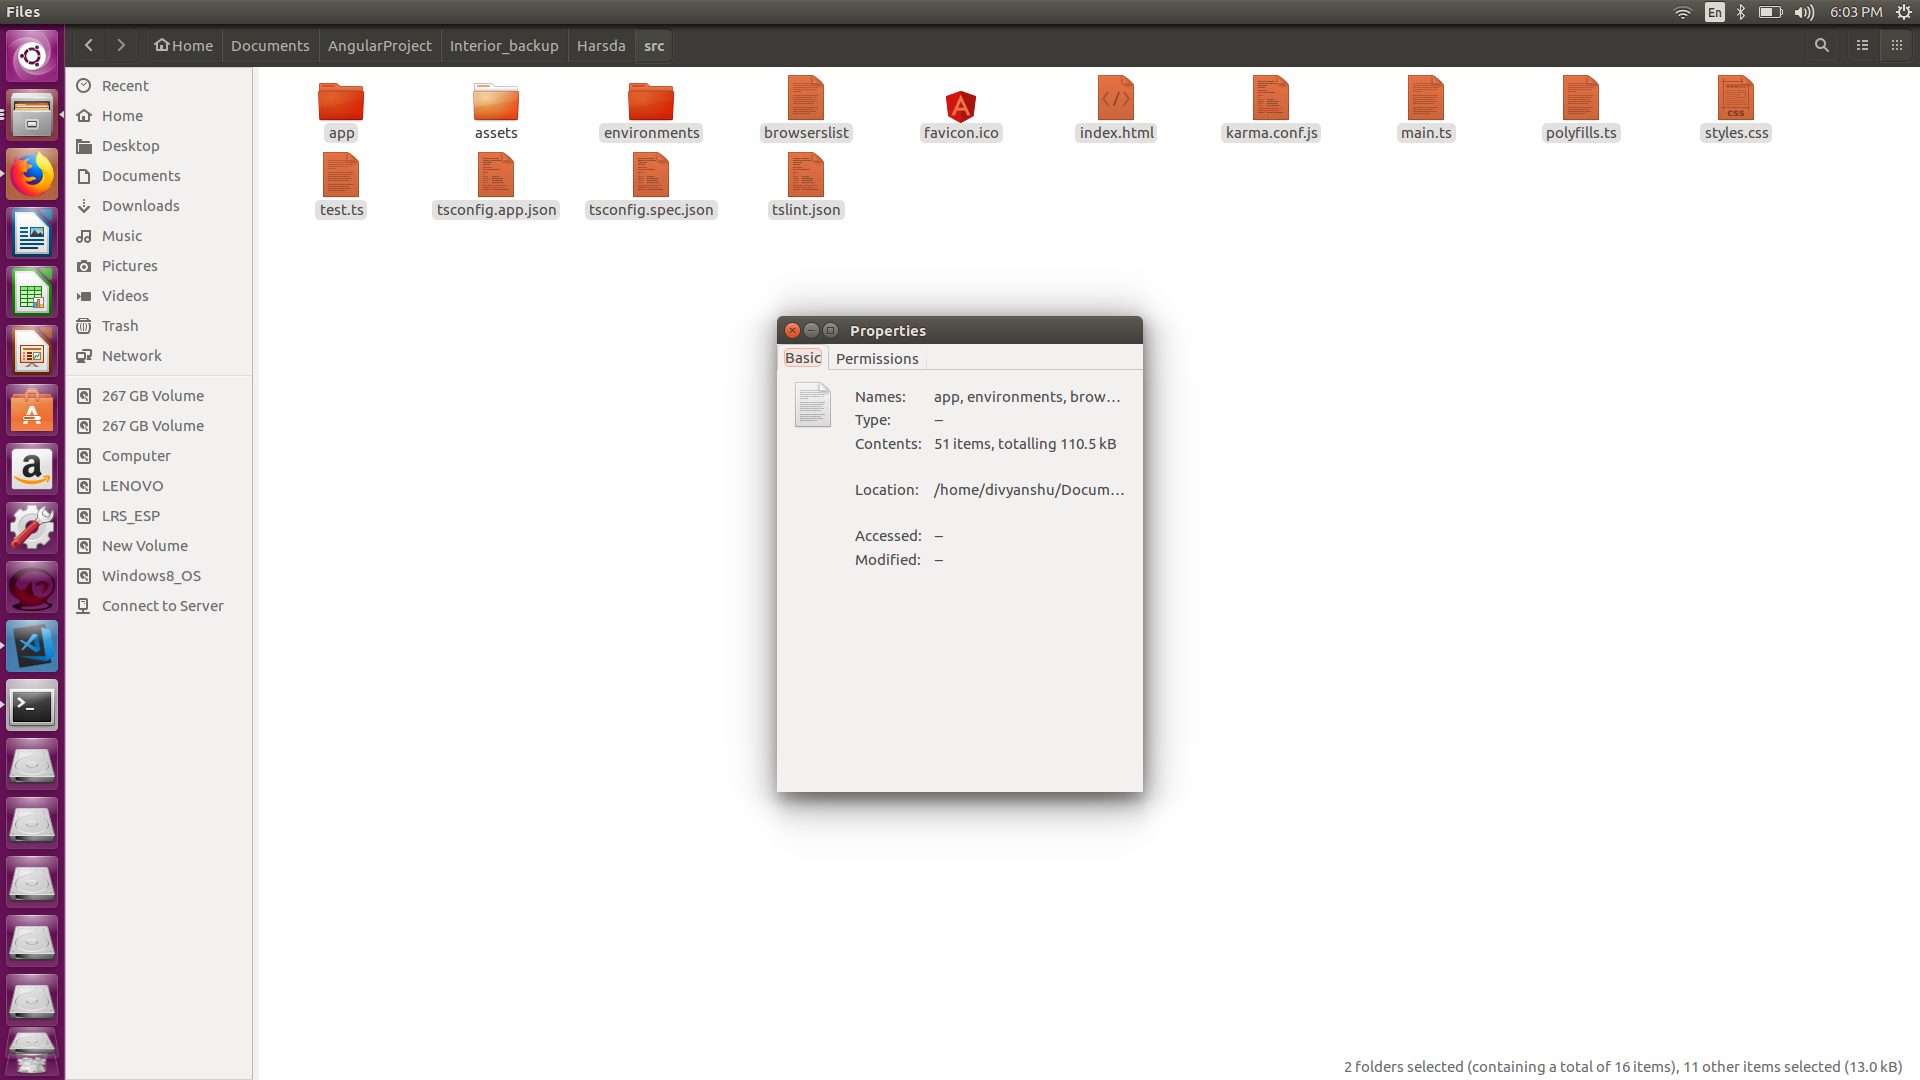 Files
En
6:03 PM
Home Documents AngularProject Interior_backup Harsda src
Recent
Home
Desktop
Documents
Downloads
Music
Pictures
Videos
Trash
Network
267 GB Volume
267 GB Volume
Computer
LENOVO
LRS_ESP
New Volume
Windows8_OS
Connect to Server
app assets environments browserslist favicon.ico index.html karma.conf.js main.ts polyfills.ts styles.css
test.ts tsconfig.app.json tsconfig.spec.json tslint.json
Properties
Basic Permissions
Names: app, environments, brow…
Type: –
Contents: 51 items, totalling 110.5 kB
Location: /home/divyanshu/Docum…
Accessed: –
Modified: –
2 folders selected (containing a total of 16 items), 11 other items selected (13.0 kB)